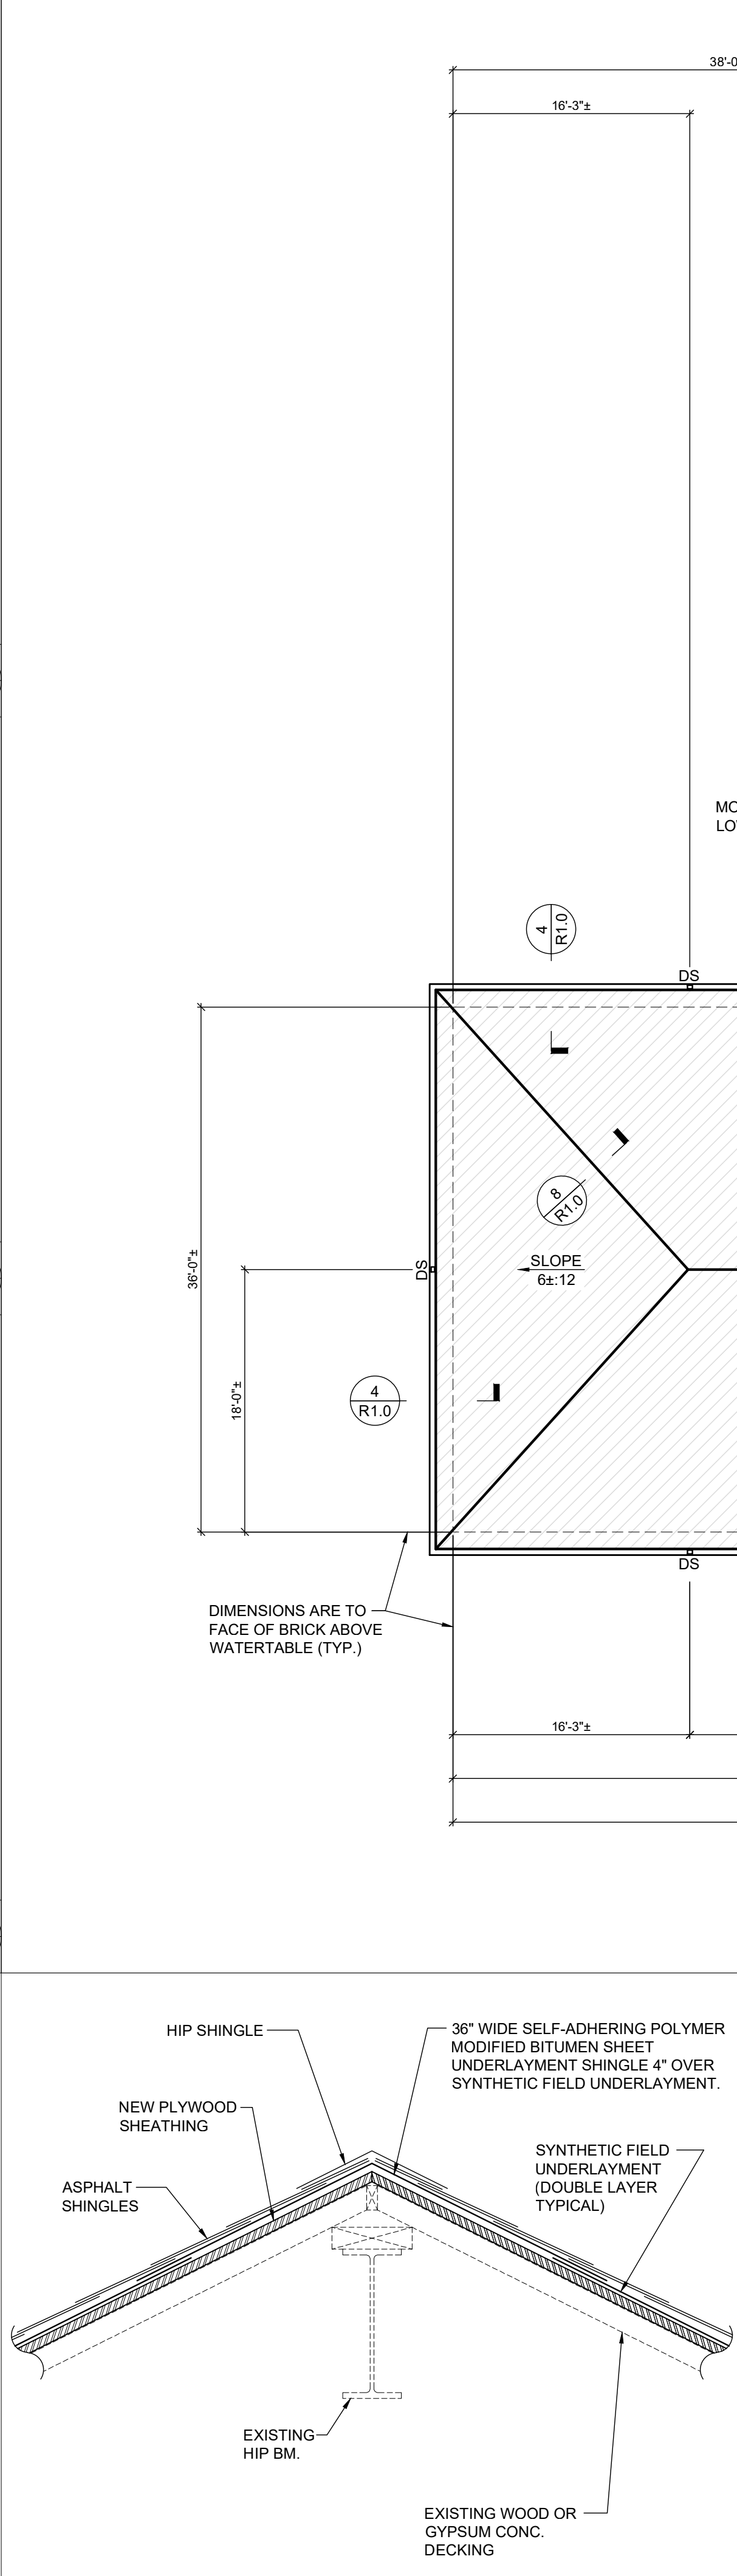 38'-0
16'-3"±
MO
LO
4
R1.0
DS
8
R1.0
36'-0"±
DS
SLOPE
6±:12
18'-0"±
4
R1.0
DS
DIMENSIONS ARE TO
FACE OF BRICK ABOVE
WATERTABLE (TYP.)
16'-3"±
HIP SHINGLE
36" WIDE SELF-ADHERING POLYMER
MODIFIED BITUMEN SHEET
UNDERLAYMENT SHINGLE 4" OVER
SYNTHETIC FIELD UNDERLAYMENT.
NEW PLYWOOD
SHEATHING
SYNTHETIC FIELD
UNDERLAYMENT
(DOUBLE LAYER
TYPICAL)
ASPHALT
SHINGLES
EXISTING
HIP BM.
EXISTING WOOD OR
GYPSUM CONC.
DECKING